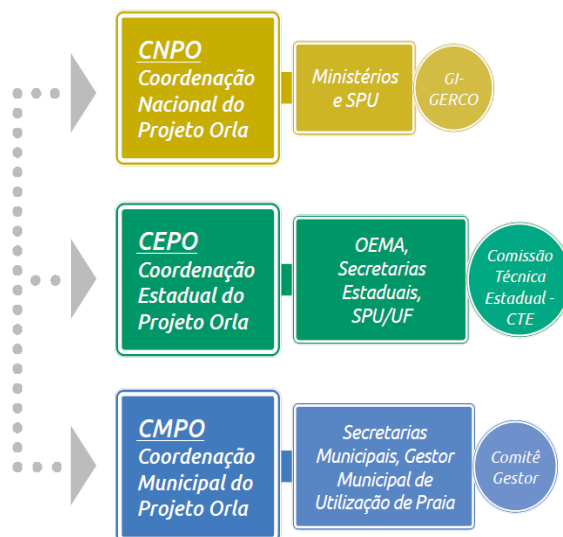 CNPO
Coordenação
Nacional do
Projeto Orla
Ministérios
e SPU
GI-
GERCO
CEPO
Coordenação
Estadual do
Projeto Orla
OEMA,
Secretarias
Estaduais,
SPU/UF
Comissão
Técnica
Estadual -
CTE
CMPO
Coordenação
Municipal do
Projeto Orla
Secretarias
Municipais, Gestor
Municipal de
Utilização de Praia
Comitê
Gestor